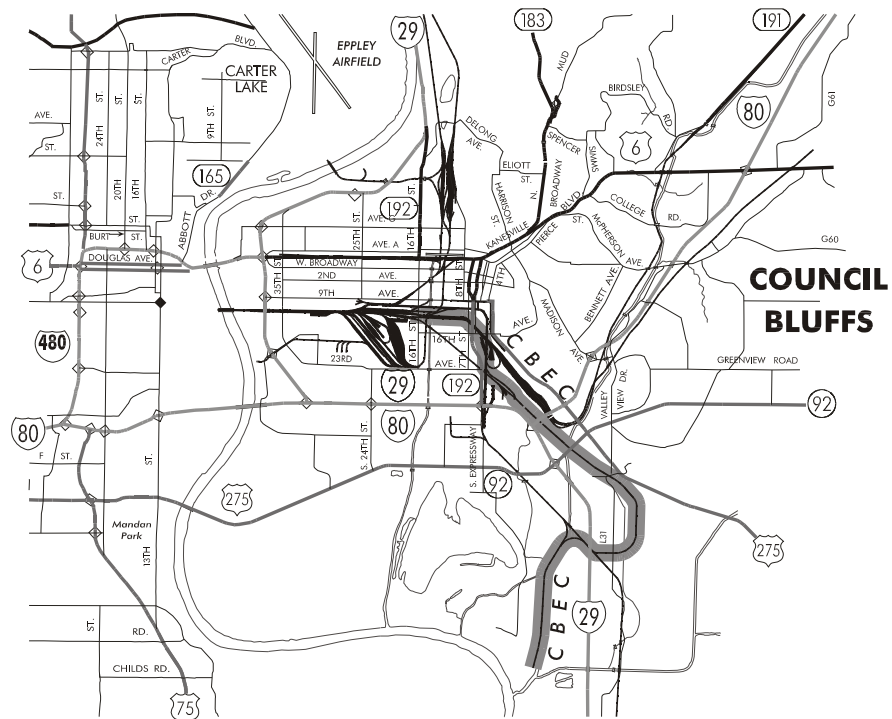 29
183
191
EPPLEY
AIRFIELD
CARTER
BLVD.
CARTER
LAKE
MUD
BIRDSLEY
RD.
80
G61
AVE.
ST.
24TH
ST.
20TH
ST.
16TH
9TH ST.
DELONG
AVE.
SPENCER
SIMMS
6
ST.
165
ELIOTT
ST.
N. BROADWAY
HARRISON
ST.
BLVD.
COLLEGE
RD.
ST.
ABBOTT
DR.
192
AVE. G
25TH ST.
16TH ST.
KANESVILLE
PIERCE
ST.
McPHERSON AVE.
G60
BURT
ST.
AVE. A
6
DOUGLAS AVE.
W. BROADWAY
2ND AVE.
9TH AVE.
35TH ST.
8TH ST.
4TH
BENNETT AVE.
MADISON
AVE.
AVE.
COUNCIL
BLUFFS
480
23RD
16TH
AVE.
16TH ST.
7TH ST.
CBEC
GREENVIEW ROAD
29
192
VALLEY
VIEW DR.
92
80
80
F ST.
ST.
S. 24TH ST.
S. EXPRESSWAY
92
275
275
Mandan
Park
13TH
L31
CBEC
29
ST.
RD.
CHILDS RD.
75